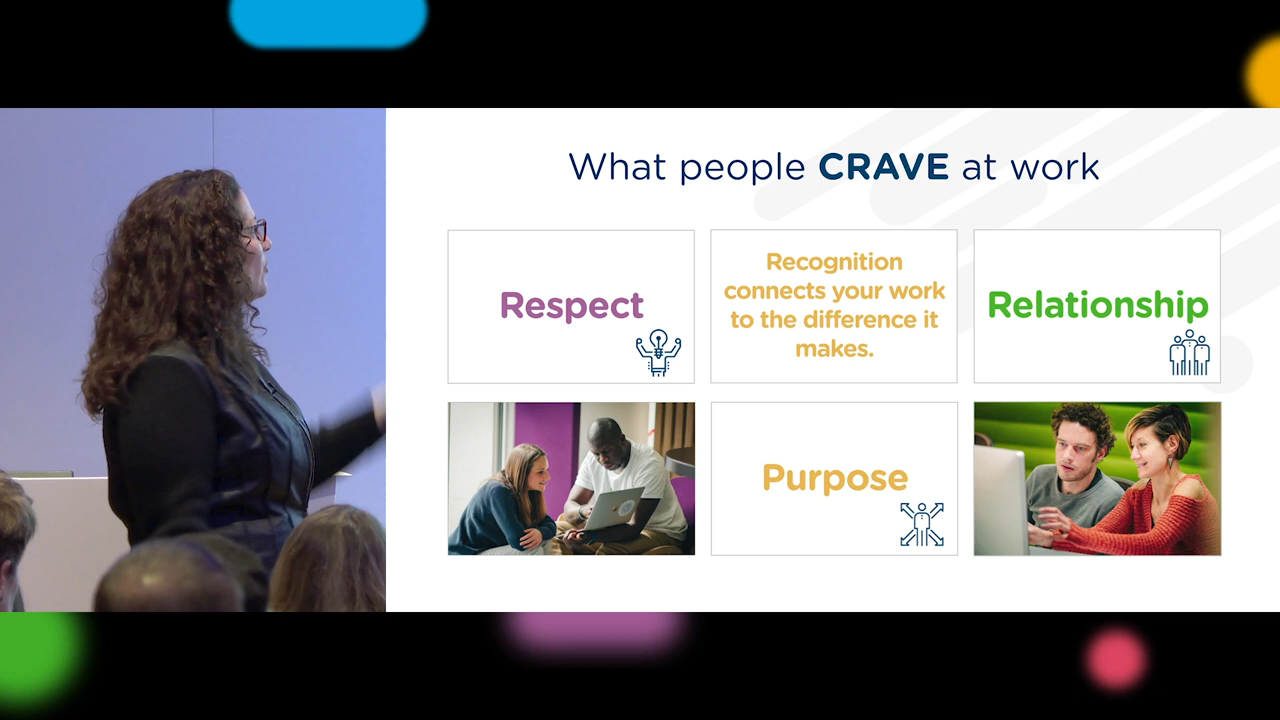 What people CRAVE at work
Respect
Recognition
connects your work
to the difference it
makes.
Relationship
Purpose